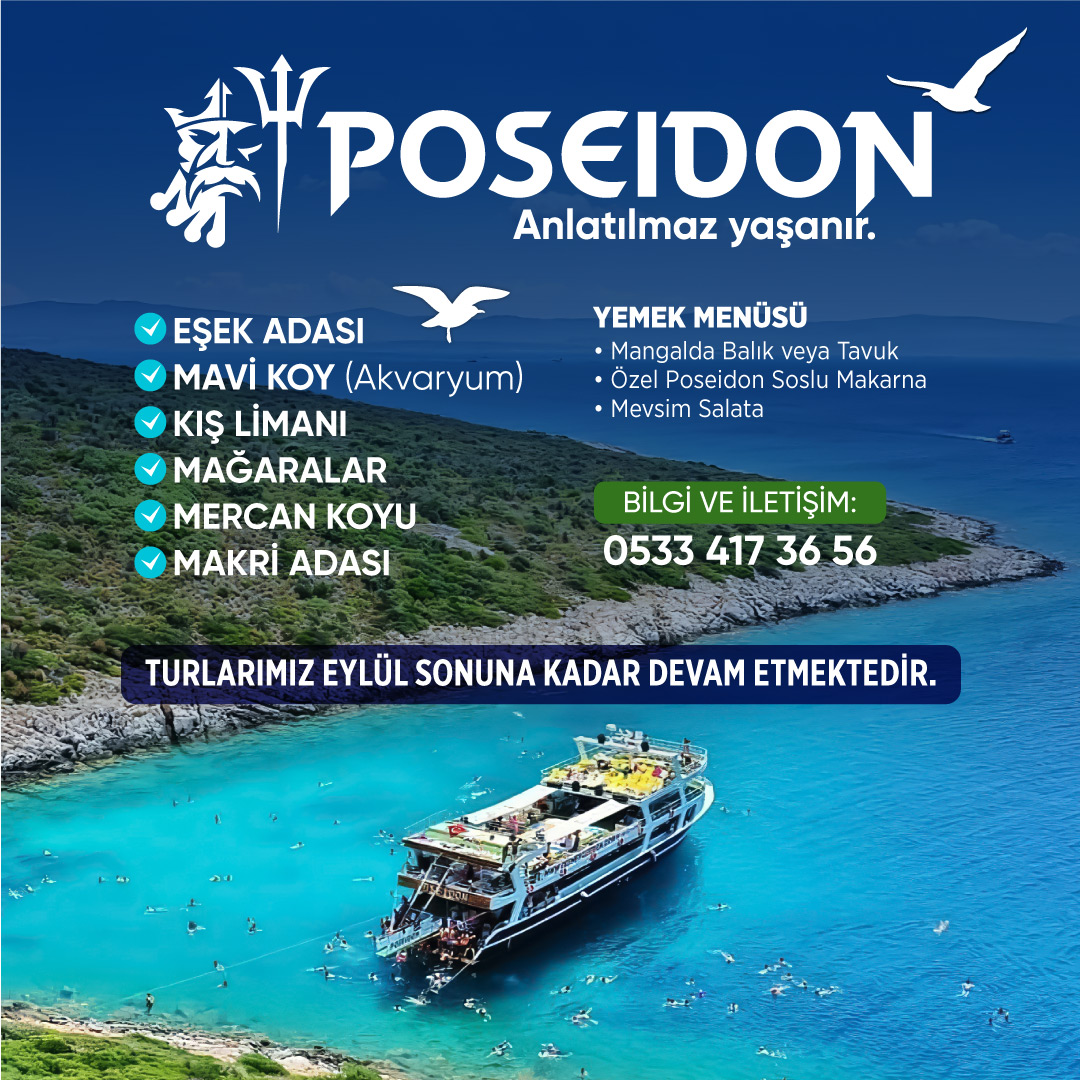 POSEIDON
Anlatılmaz yaşanır.
EŞEK ADASI
MAVİ KOY (Akvaryum)
KIŞ LİMANI
MAĞARALAR
MERCAN KOYU
MAKRİ ADASI
YEMEK MENÜSÜ
• Mangalda Balık veya Tavuk
• Özel Poseidon Soslu Makarna
• Mevsim Salata
BİLGİ VE İLETİŞİM:
0533 417 36 56
TURLARIMIZ EYLÜL SONUNA KADAR DEVAM ETMEKTEDİR.
POSEIDON
POSEIDON